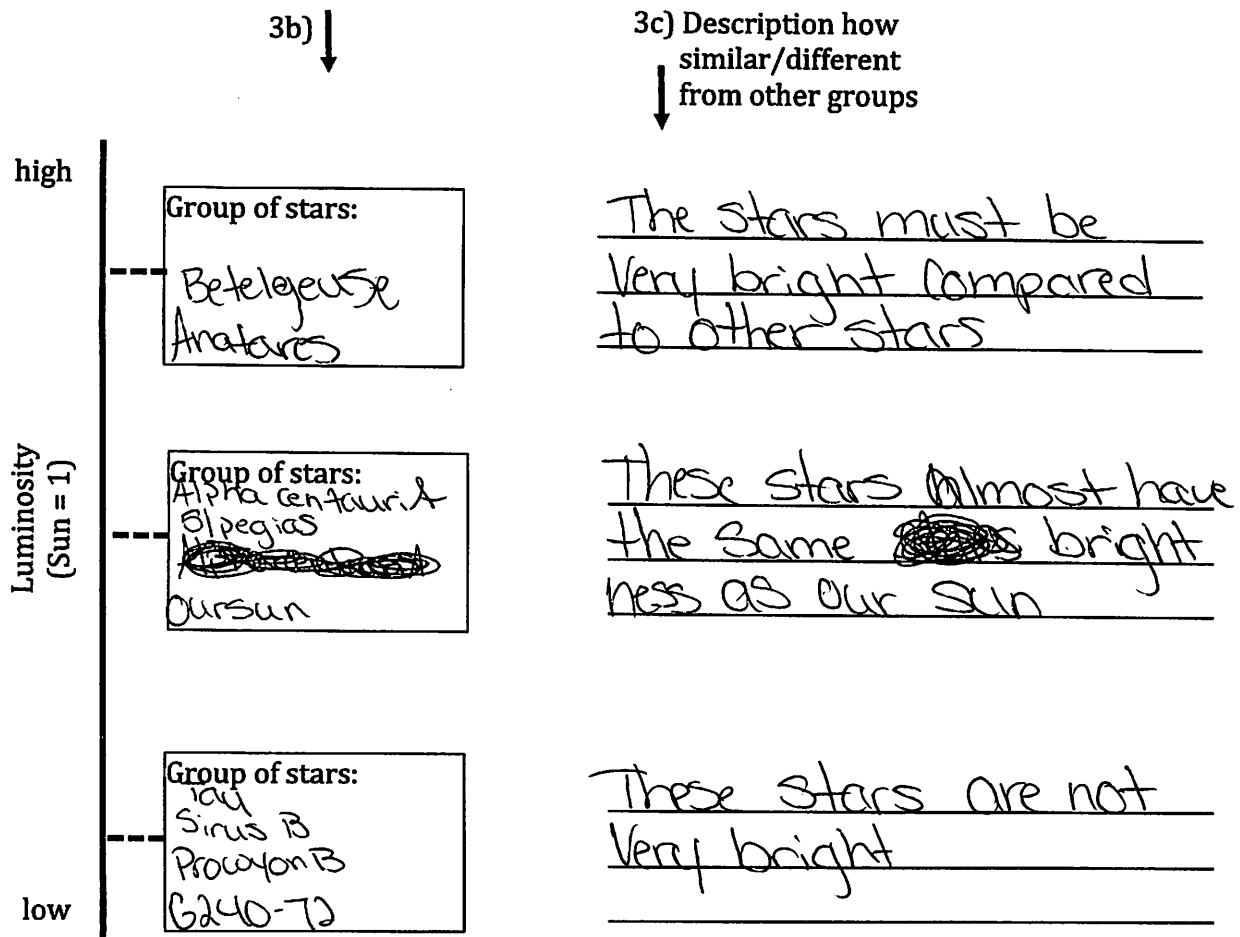 3b)
3c) Description how
similar/different
from other groups
high
Group of stars:
Betelgeuse
Anatares
The stars must be
Very bright compared
to other stars
Luminosity
(Sun = 1)
Group of stars:
Alpha centauri A
51pegias
Oursun
These stars almost have
the same bright
ness as our sun
Group of stars:
Sirus B
Procyon B
G240-72
These stars are not
Very bright
low